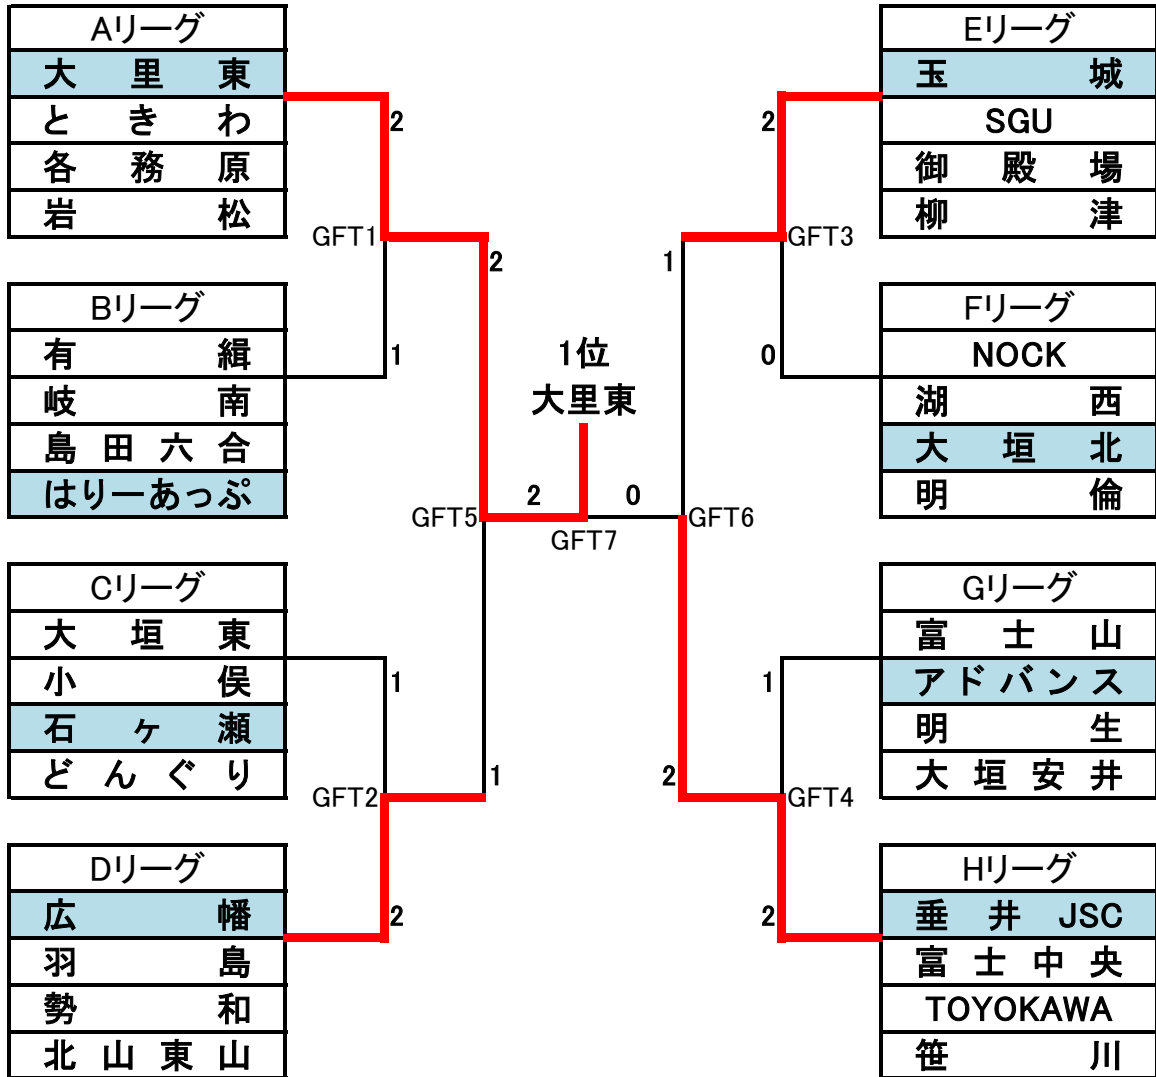 Aリーグ
大里東
ときわ
各務原
岩松
Bリーグ
有緝
岐南
島田六合
はりーあっぷ
Cリーグ
大垣東
小俣
石ヶ瀬
どんぐり
Dリーグ
広幡
羽島
勢和
北山東山
2
GFT1
1
2
GFT5
1
GFT2
2
1
1位
大里東
2
0
GFT7
1
GFT6
2
2
GFT3
0
1
GFT4
2
Eリーグ
玉城
SGU
御殿場
柳津
Fリーグ
NOCK
湖西
大垣北
明倫
Gリーグ
富士山
アドバンス
明生
大垣安井
Hリーグ
垂井JSC
富士中央
TOYOKAWA
笹川